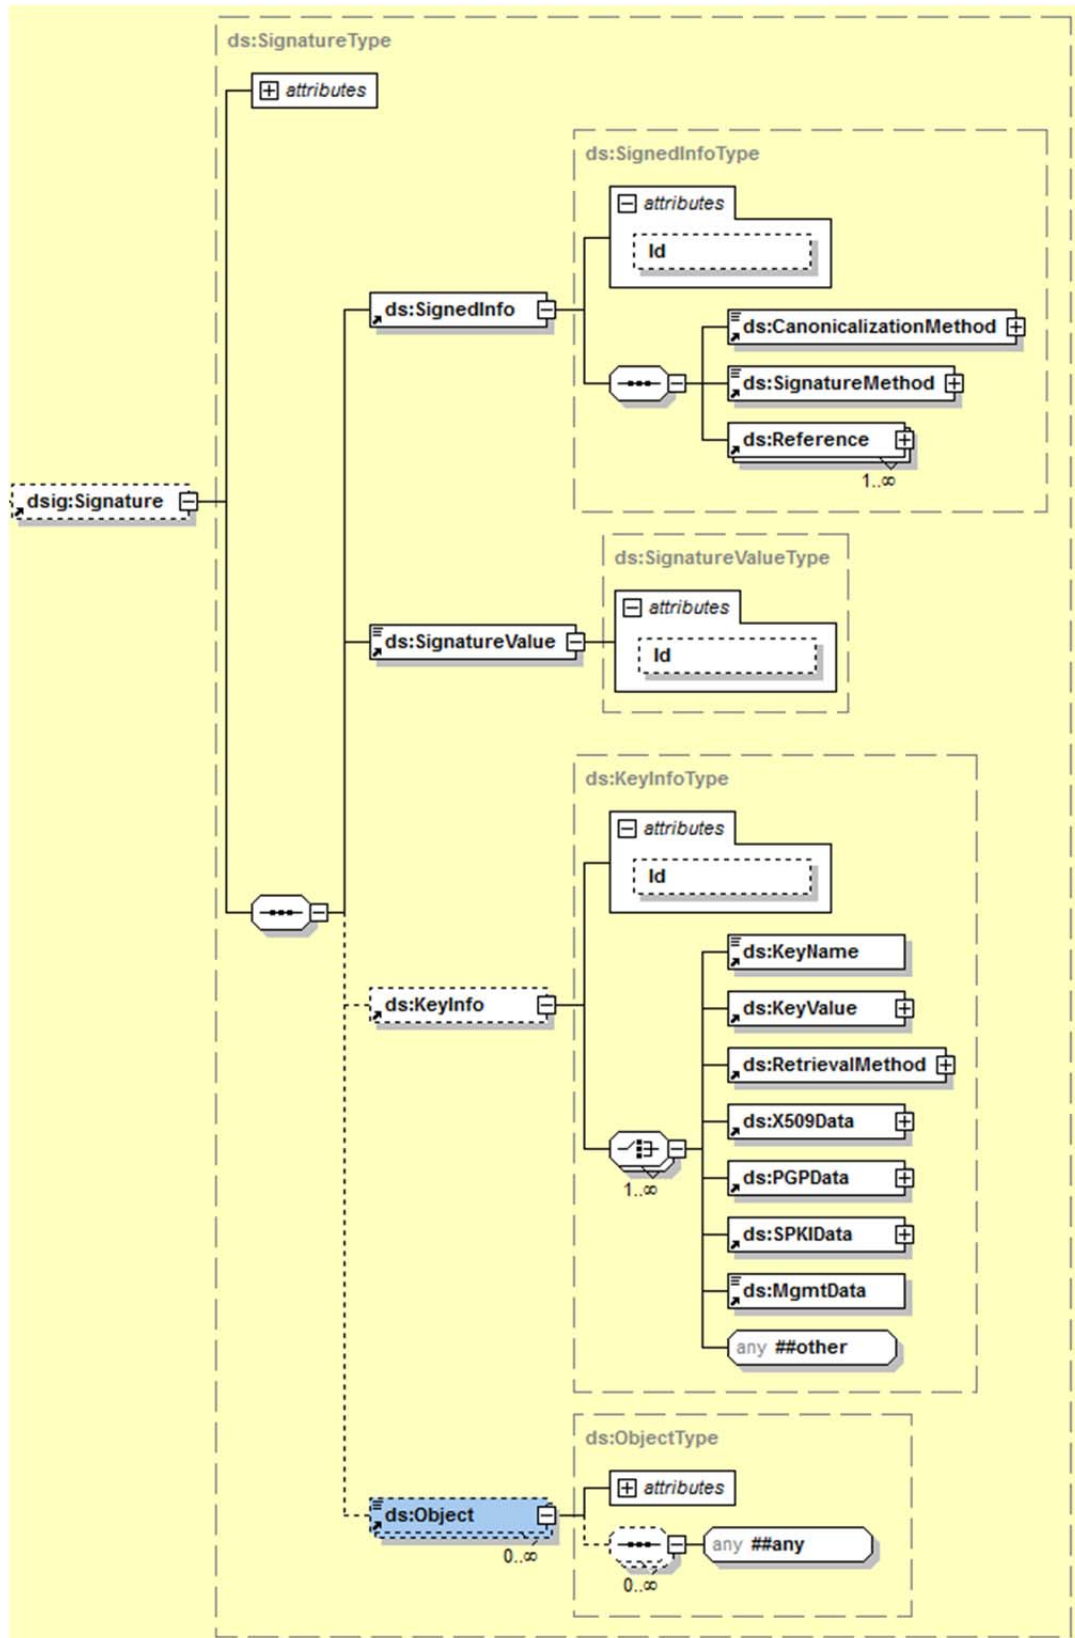 ds:SignatureType
attributes
ds:SignedInfoType
attributes
Id
ds:SignedInfo
ds:CanonicalizationMethod
ds:SignatureMethod
ds:Reference
1..∞
dsig:Signature
ds:SignatureValueType
attributes
ds:SignatureValue
Id
ds:KeyInfoType
attributes
Id
ds:KeyName
ds:KeyInfo
ds:KeyValue
ds:RetrievalMethod
ds:X509Data
1..∞
ds:PGPData
ds:SPKIData
ds:MgmtData
any ##other
ds:ObjectType
attributes
ds:Object
0..∞
any ##any
0..∞